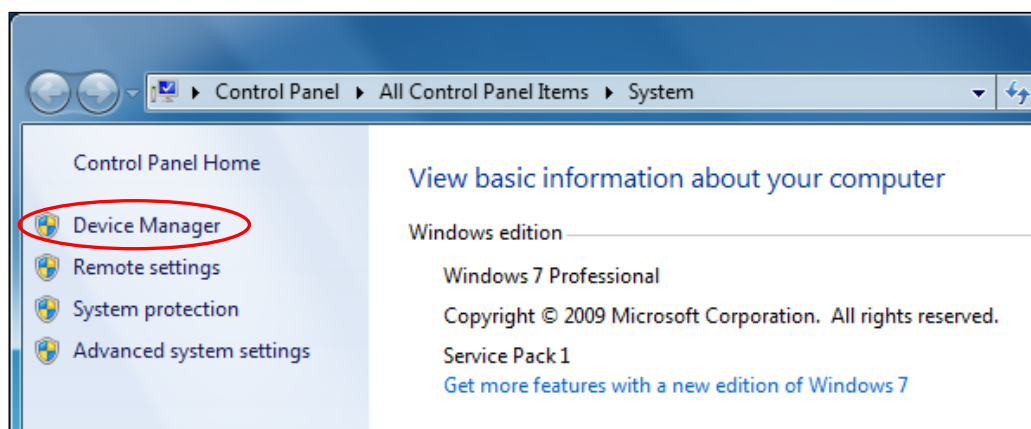 Control Panel All Control Panel Items System
Control Panel Home
Device Manager
Remote settings
System protection
Advanced system settings
View basic information about your computer
Windows edition
Windows 7 Professional
Copyright © 2009 Microsoft Corporation. All rights reserved.
Service Pack 1
Get more features with a new edition of Windows 7